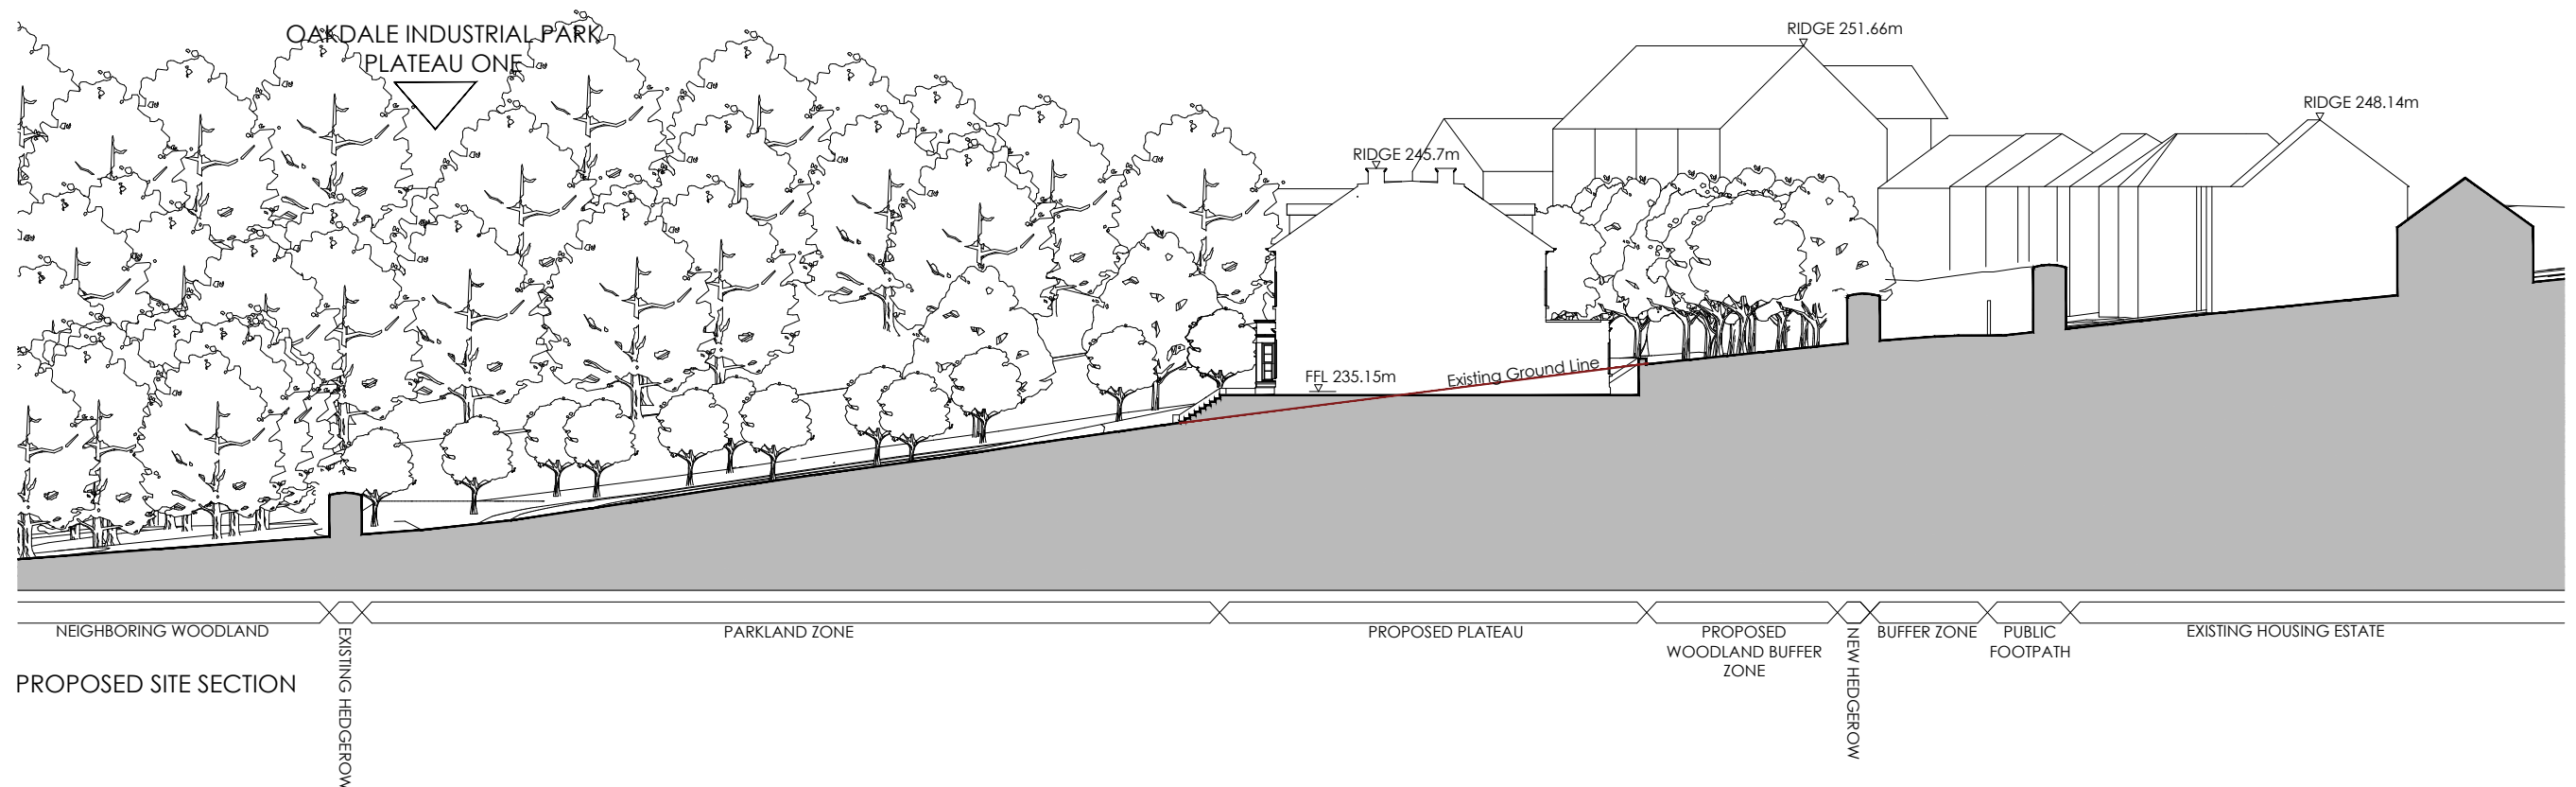 OAKDALE INDUSTRIAL PARK
PLATEAU ONE
RIDGE 251.66m
RIDGE 248.14m
RIDGE 245.7m
FFL 235.15m
Existing Ground Line
NEIGHBORING WOODLAND
EXISTING HEDGEROW
PARKLAND ZONE
PROPOSED PLATEAU
PROPOSED
WOODLAND BUFFER
ZONE
NEW HEDGEROW
BUFFER ZONE
PUBLIC
FOOTPATH
EXISTING HOUSING ESTATE
PROPOSED SITE SECTION